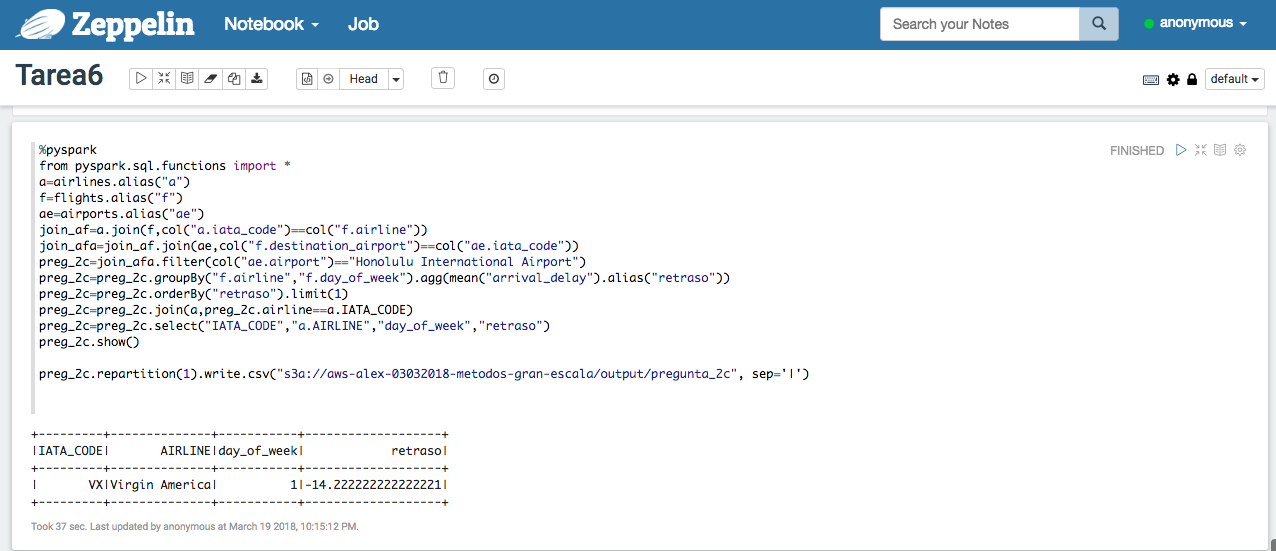 Zeppelin Notebook Job Search your Notes anonymous
Tarea6 Head default
FINISHED
%pyspark
from pyspark.sql.functions import *
a=airlines.alias("a")
f=flights.alias("f")
ae=airports.alias("ae")
join_af=a.join(f,col("a.iata_code")==col("f.airline"))
join_afa=join_af.join(ae,col("f.destination_airport")==col("ae.iata_code"))
preg_2c=join_afa.filter(col("ae.airport")=="Honolulu International Airport")
preg_2c=preg_2c.groupBy("f.airline","f.day_of_week").agg(mean("arrival_delay").alias("retraso"))
preg_2c=preg_2c.orderBy("retraso").limit(1)
preg_2c=preg_2c.join(a,preg_2c.airline==a.IATA_CODE)
preg_2c=preg_2c.select("IATA_CODE","a.AIRLINE","day_of_week","retraso")
preg_2c.show()
preg_2c.repartition(1).write.csv("s3a://aws-alex-03032018-metodos-gran-escala/output/pregunta_2c", sep='|')
+---------+--------------+-----------+-------------------+
|IATA_CODE|       AIRLINE|day_of_week|            retraso|
+---------+--------------+-----------+-------------------+
|       VX|Virgin America|          1|-14.222222222222221|
+---------+--------------+-----------+-------------------+
Took 37 sec. Last updated by anonymous at March 19 2018, 10:15:12 PM.